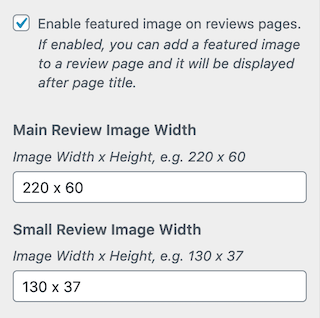 Enable featured image on reviews pages.
If enabled, you can add a featured image
to a review page and it will be displayed
after page title.
Main Review Image Width
Image Width x Height, e.g. 220 x 60
220 x 60
Small Review Image Width
Image Width x Height, e.g. 130 x 37
130 x 37